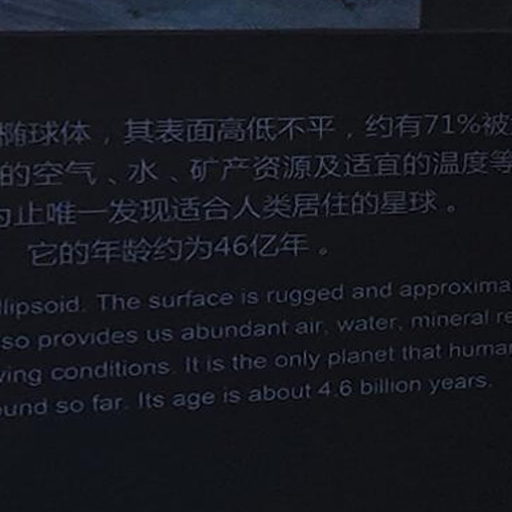 椭球体，其表面高低不平，约有71%被
的空气、水、矿产资源及适宜的温度等
为止唯一发现适合人类居住的星球。
它的年龄约为46亿年。
llipsoid. The surface is rugged and approxima
so provides us abundant air, water, mineral re
ving conditions. It is the only planet that human
ound so far. Its age is about 4.6 billion years.